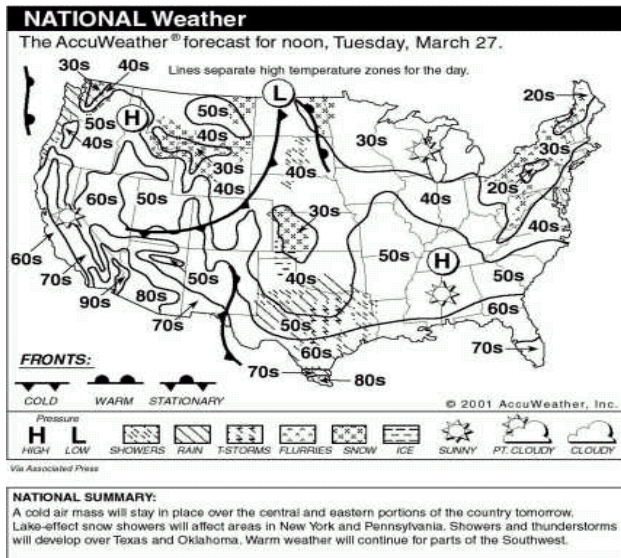 NATIONAL Weather
The AccuWeather® forecast for noon, Tuesday, March 27.
30s 40s Lines separate high temperature zones for the day.
L
20s
50s
50s H
40s
30s
30s
40s
30s
40s
20s
60s 50s
40s
40s
30s
40s
60s
50s
H
70s
50s
40s
50s
90s
80s
60s
70s
50s
60s
70s
70s
80s
FRONTS:
COLD WARM STATIONARY
© 2001 AccuWeather, Inc.
Pressure
H L
HIGH LOW SHOWERS RAIN T-STORMS FLURRIES SNOW ICE SUNNY PT. CLOUDY CLOUDY
Via Associated Press
NATIONAL SUMMARY:
A cold air mass will stay in place over the central and eastern portions of the country tomorrow.
Lake-effect snow showers will affect areas in New York and Pennsylvania. Showers and thunderstorms
will develop over Texas and Oklahoma. Warm weather will continue for parts of the Southwest.